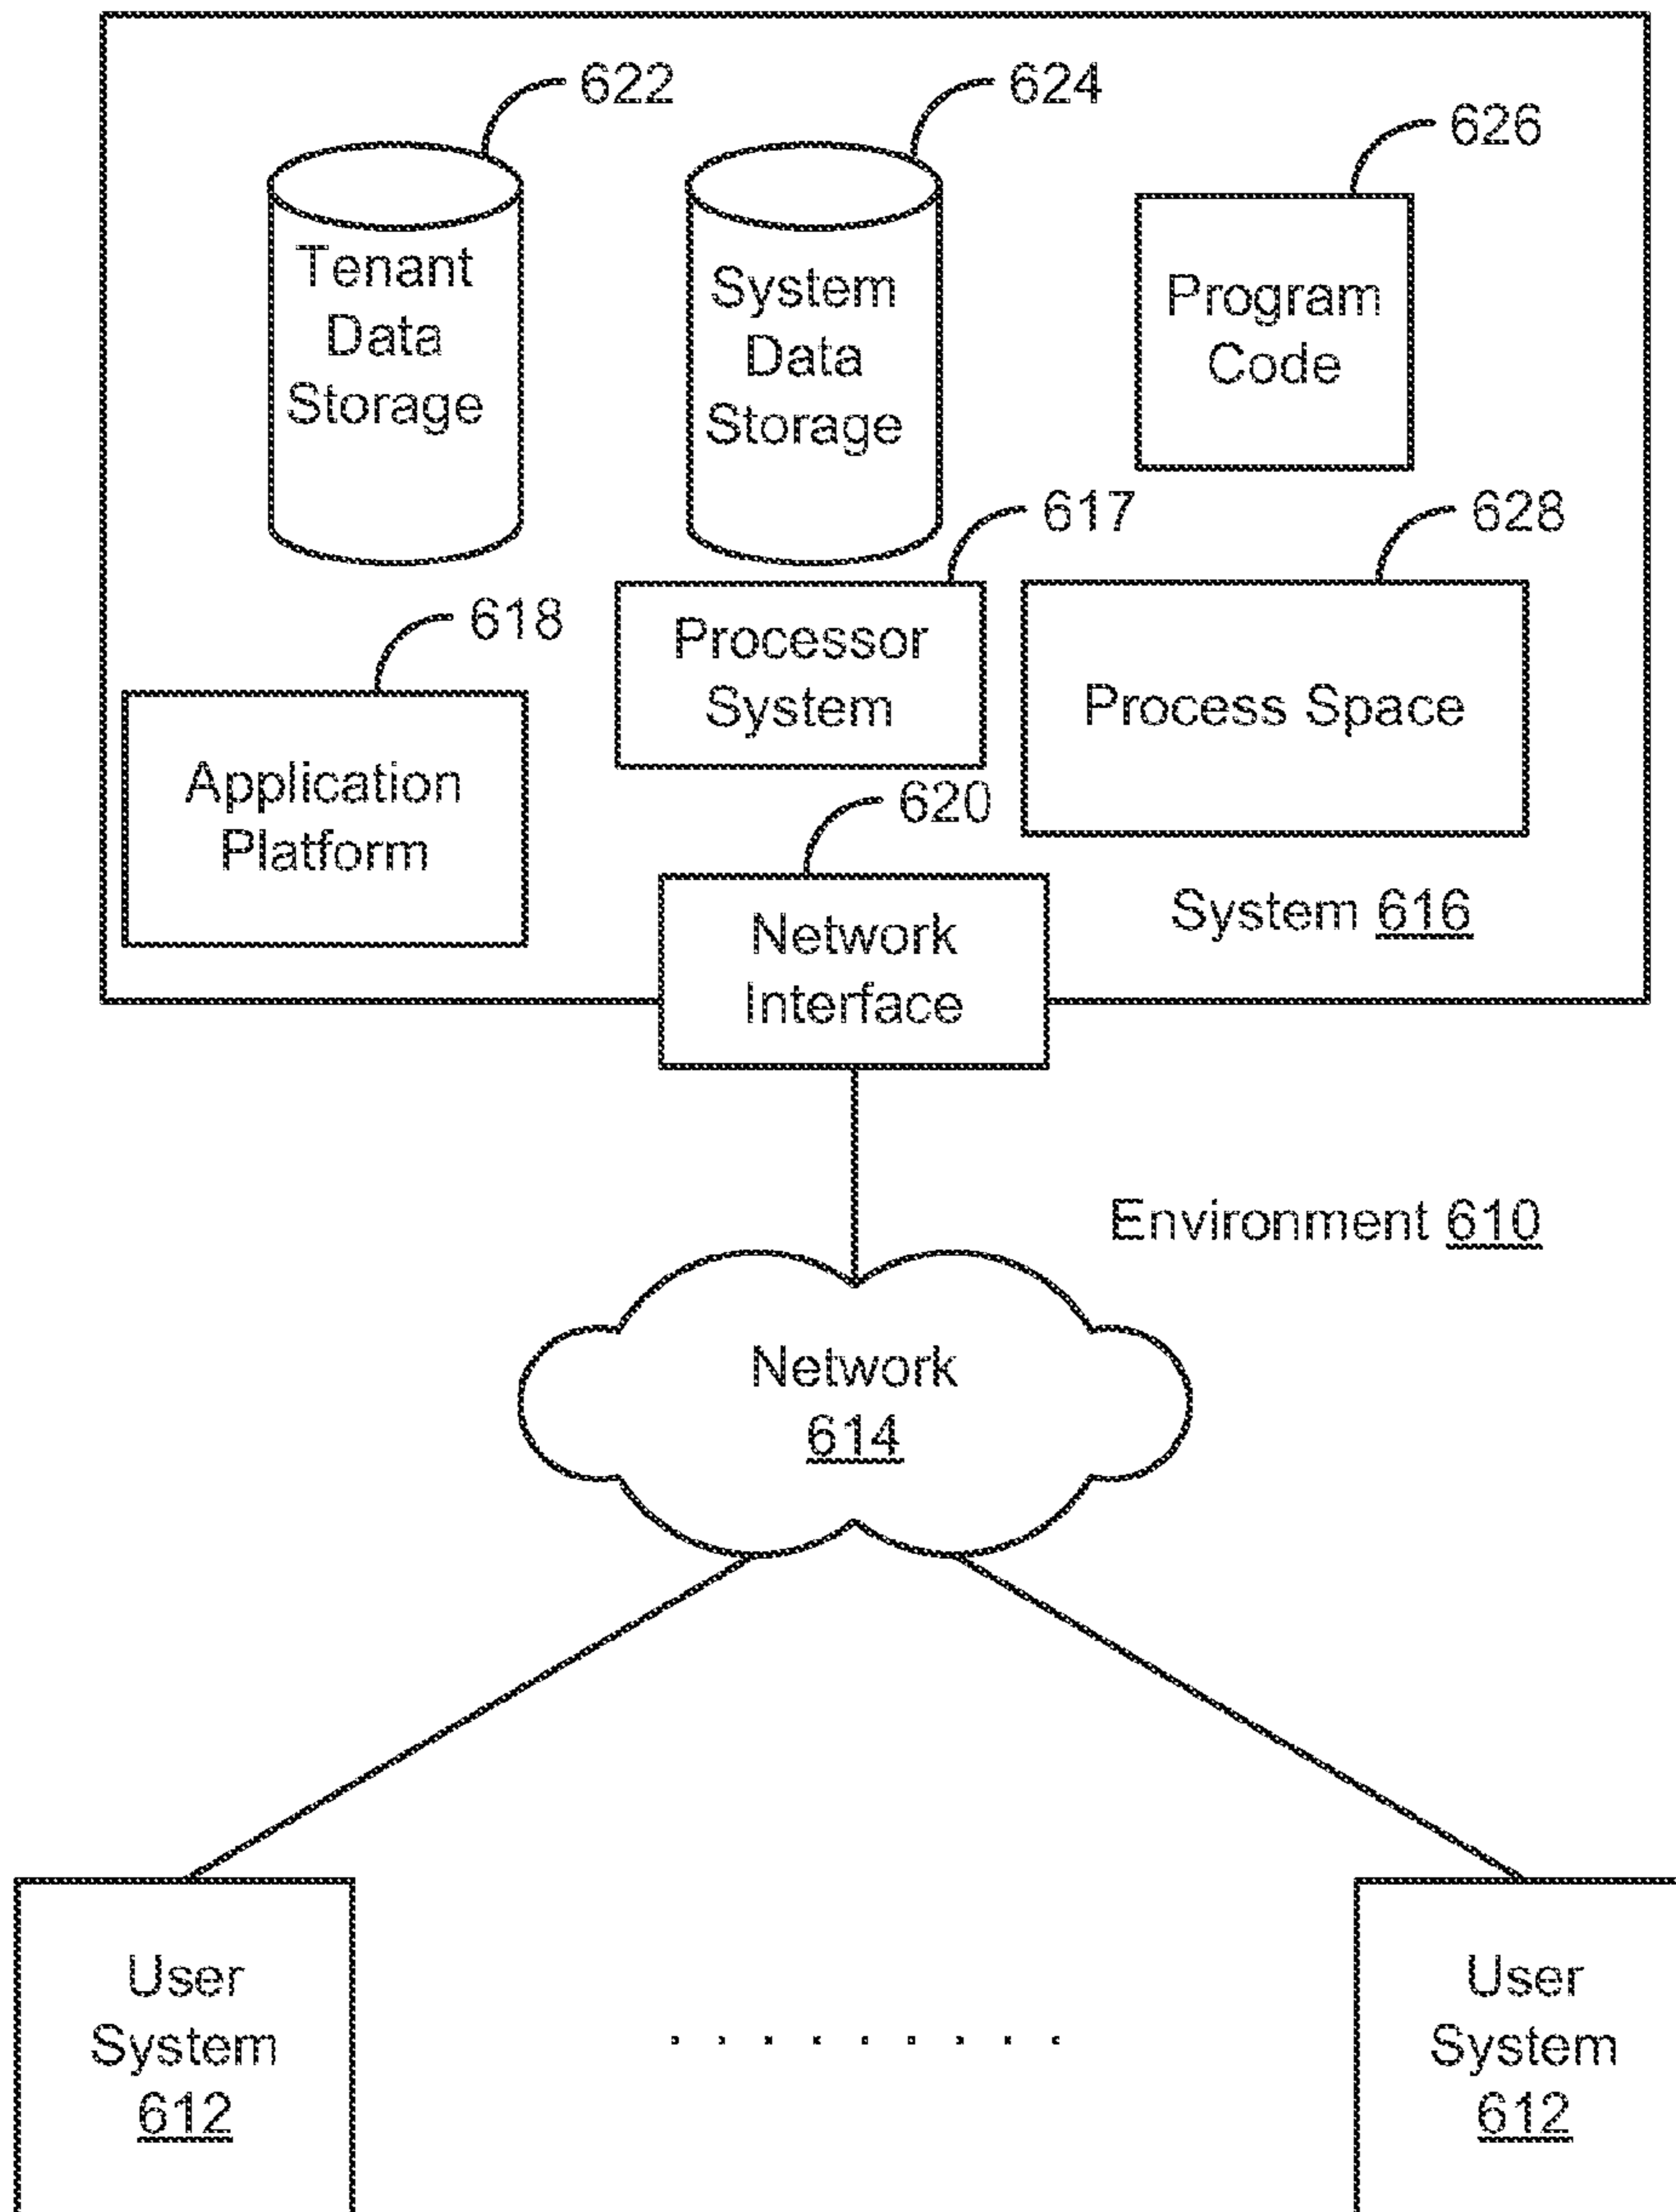 622
624
626
Tenant
Data
Storage
System
Data
Storage
Program
Code
617
628
618
Processor
System
Process Space
Application
Platform
620
Network
Interface
System 616
Environment 610
Network
614
User
System
612
User
System
612